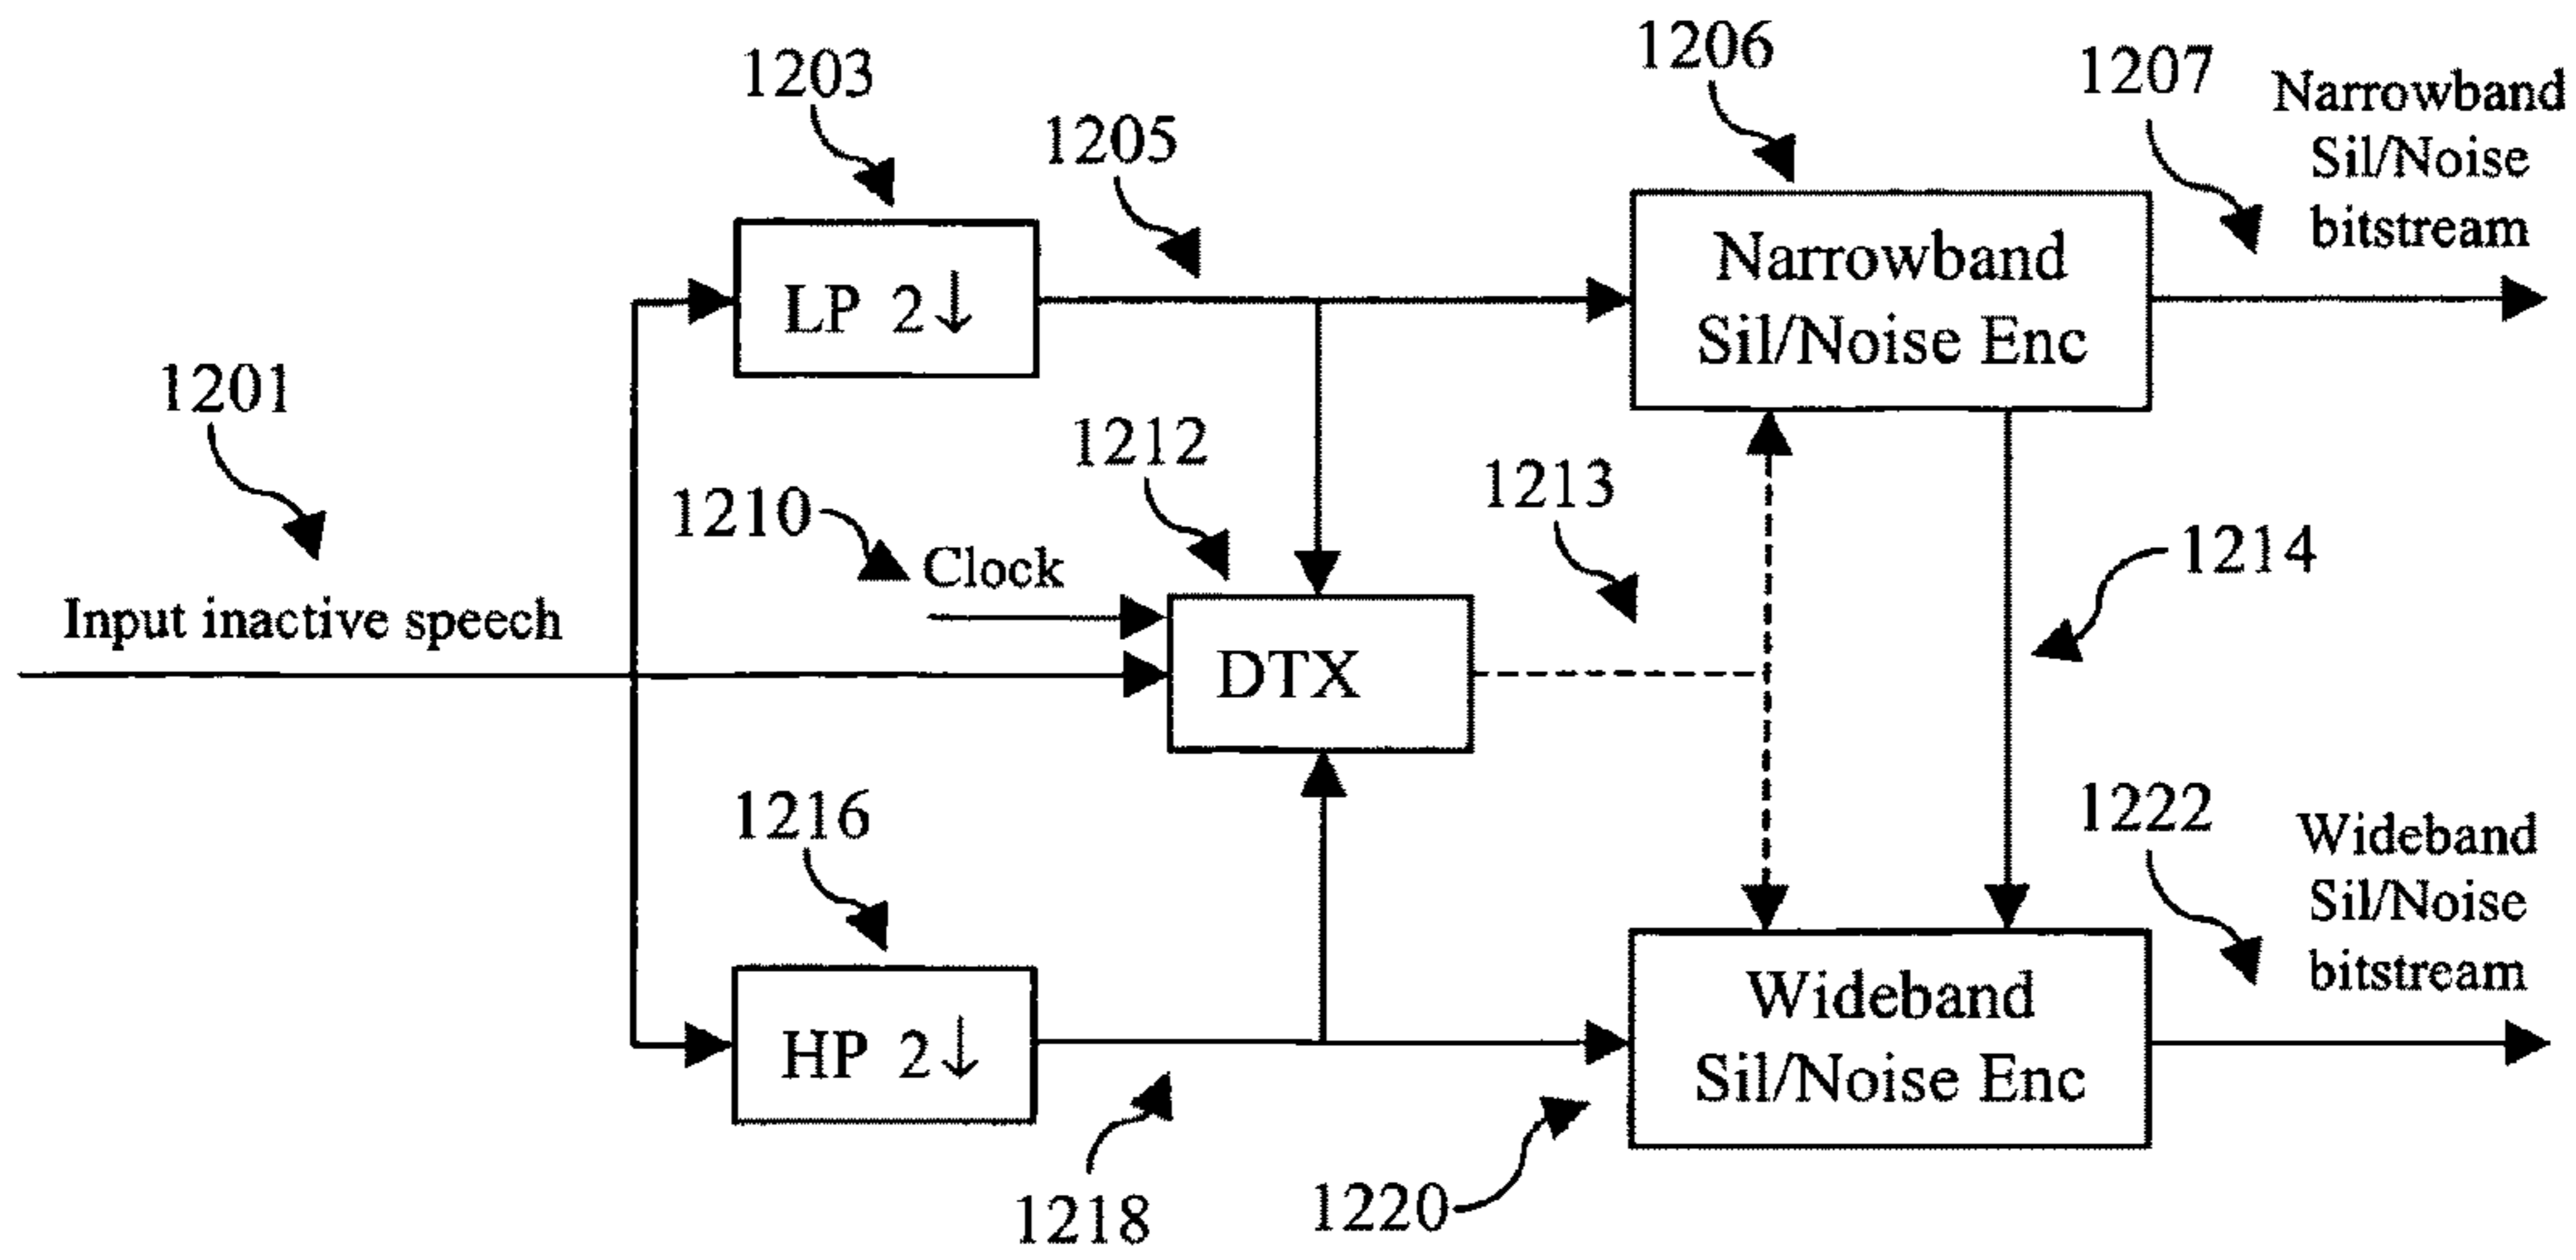 1206
1207
Narrowband
Sil/Noise
bitstream
1203
1205
LP 2↓
Narrowband
Sil/Noise Enc
1201
1212
1210
Clock
1213
1214
Input inactive speech
DTX
1216
1222
Wideband
Sil/Noise
bitstream
HP 2↓
Wideband
Sil/Noise Enc
1218
1220